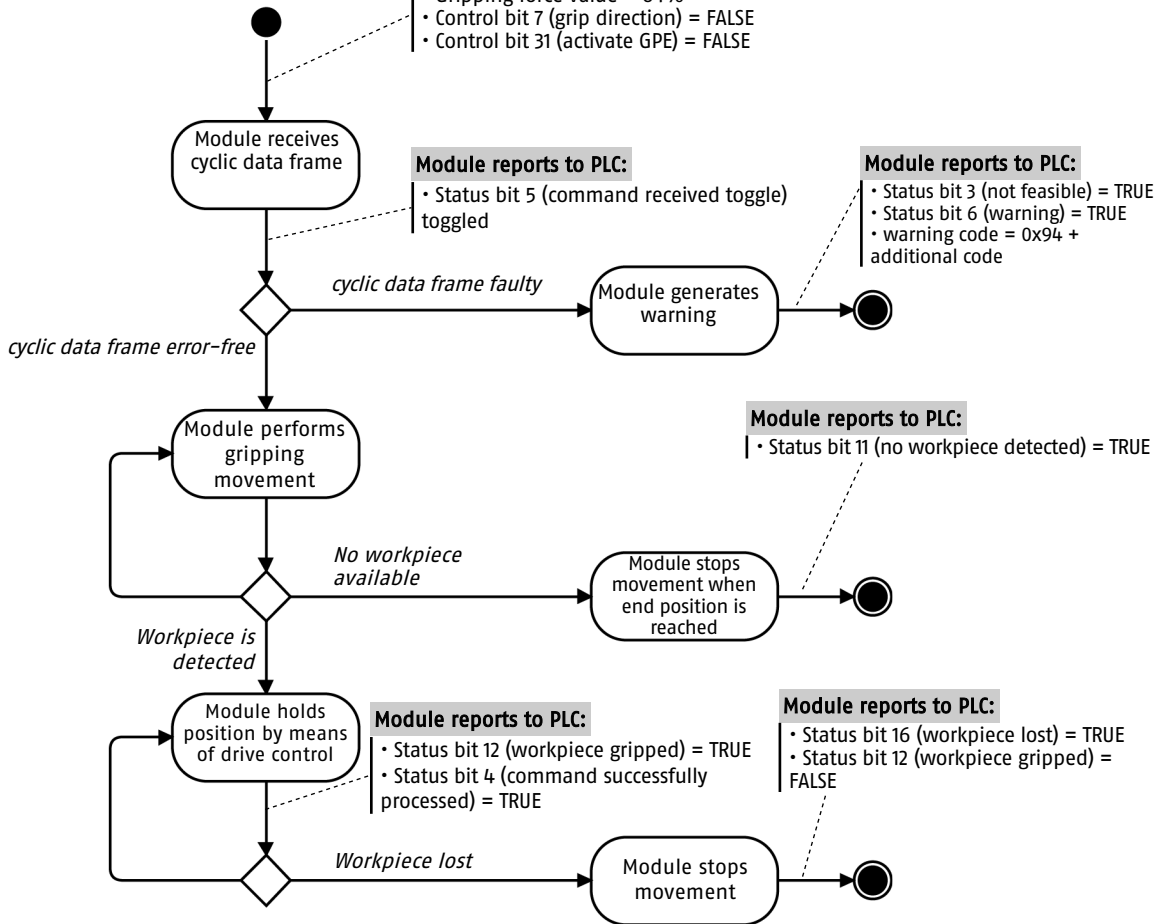 • Control bit 7 (grip direction) = FALSE
• Control bit 31 (activate GPE) = FALSE
Module receives
cyclic data frame
Module reports to PLC:
• Status bit 5 (command received toggle)
toggled
Module reports to PLC:
• Status bit 3 (not feasible) = TRUE
• Status bit 6 (warning) = TRUE
• warning code = 0x94 +
additional code
cyclic data frame faulty
Module generates
warning
cyclic data frame error-free
Module performs
gripping
movement
Module reports to PLC:
• Status bit 11 (no workpiece detected) = TRUE
No workpiece
available
Module stops
movement when
end position is
reached
Workpiece is
detected
Module holds
position by means
of drive control
Module reports to PLC:
• Status bit 12 (workpiece gripped) = TRUE
• Status bit 4 (command successfully
processed) = TRUE
Module reports to PLC:
• Status bit 16 (workpiece lost) = TRUE
• Status bit 12 (workpiece gripped) =
FALSE
Workpiece lost
Module stops
movement